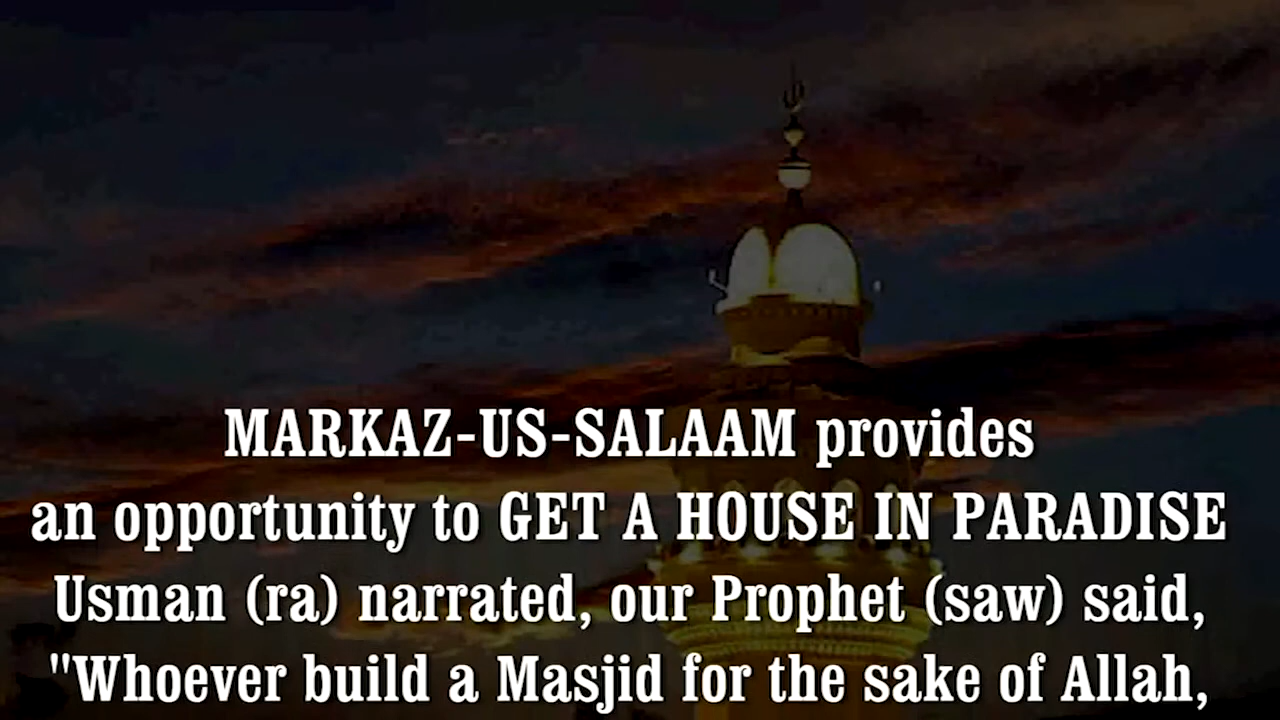 MARKAZ-US-SALAAM provides
an opportunity to GET A HOUSE IN PARADISE
Usman (ra) narrated, our Prophet (saw) said,
"Whoever build a Masjid for the sake of Allah,